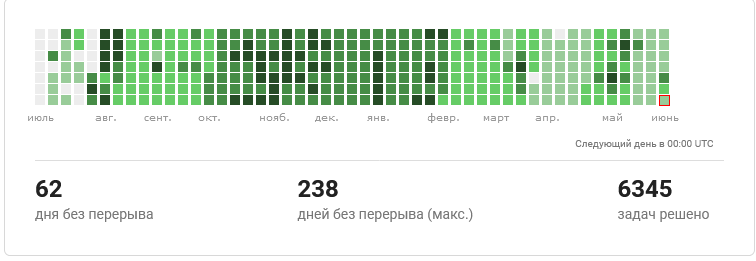 июль авг. сент. окт. нояб. дек. янв. февр. март апр. май июнь
Следующий день в 00:00 UTC
62 238 6345
дня без перерыва дней без перерыва (макс.) задач решено